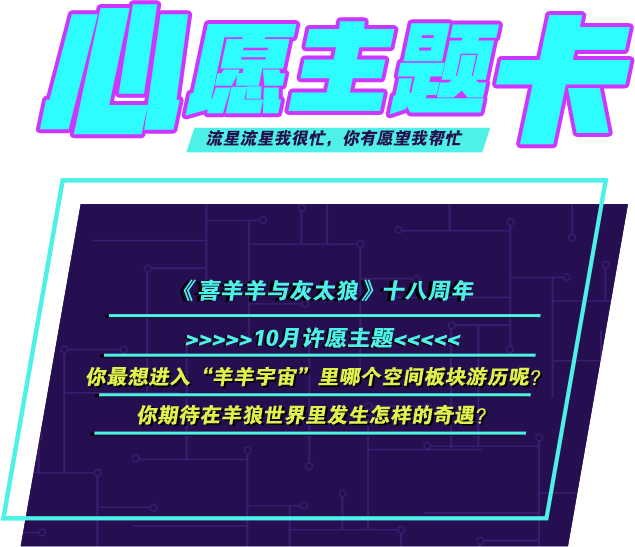 心愿主题卡
流星流星我很忙，你有愿望我帮忙
《喜羊羊与灰太狼》十八周年
>>>>>10月许愿主题<<<<<
你最想进入“羊羊宇宙”里哪个空间板块游历呢?
你期待在羊狼世界里发生怎样的奇遇?